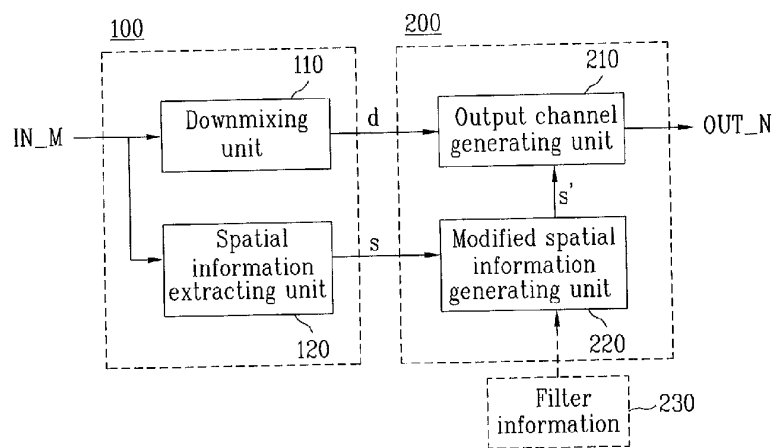 100
200
110
210
Downmixing
unit
d
Output channel
generating unit
IN_M
OUT_N
s'
Spatial
information
extracting unit
s
Modified spatial
information
generating unit
120
220
Filter
information
230